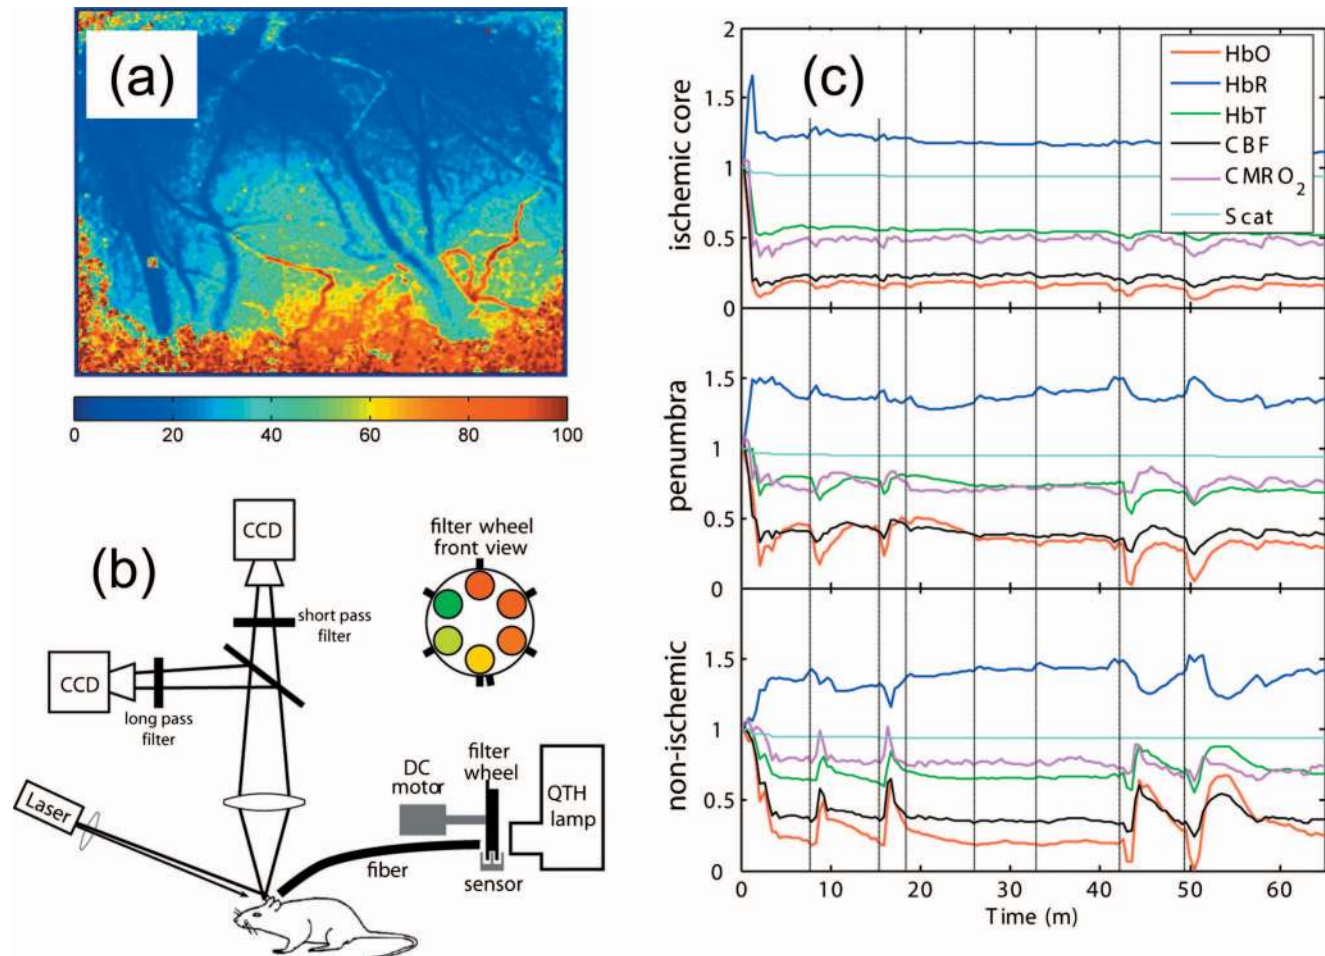 (a)
0 20 40 60 80 100
(b)
CCD
short pass
filter
CCD
long pass
filter
filter wheel
front view
Laser
DC
motor
filter
wheel
QTH
lamp
fiber
sensor
(c)
HbO
HbR
HbT
CBF
CMRO2
Scat
ischemic core
2
1.5
1
0.5
0
penumbra
1.5
1
0.5
0
non-ischemic
1.5
1
0.5
0
0 10 20 30 40 50 60
Time (m)